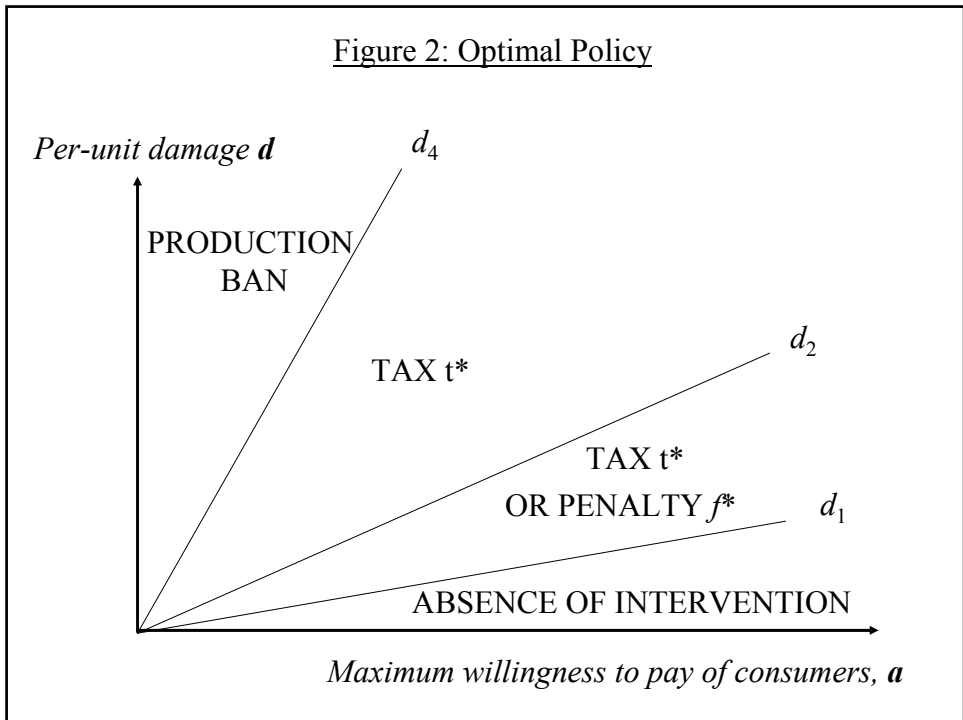 Figure 2: Optimal Policy
Per-unit damage d
d4
PRODUCTION
BAN
d2
TAX t*
TAX t*
OR PENALTY f*
d1
ABSENCE OF INTERVENTION
Maximum willingness to pay of consumers, a